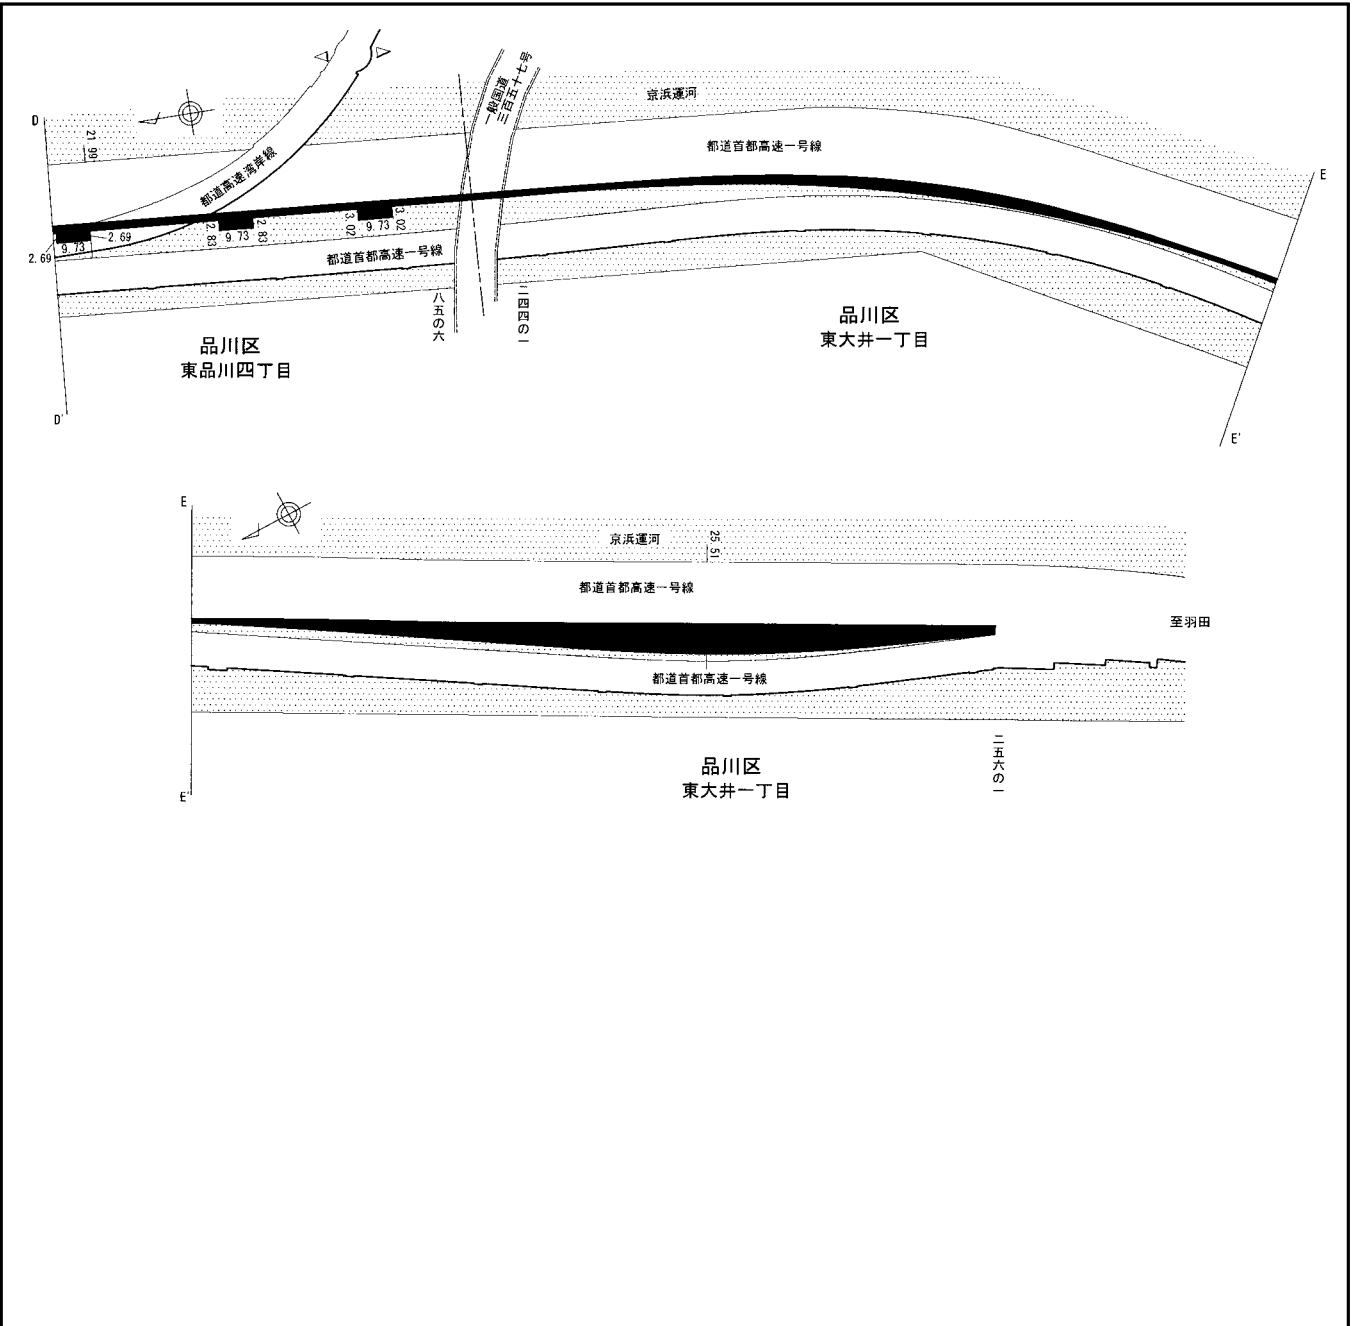 D
21.99
京浜運河
一般国道
三百五十七号
都道首都高速一号線
都道高速湾岸線
E
2.69
9.73
2.69
2.83
9.73
2.83
3.02
9.73
3.02
都道首都高速一号線
八五の六
二四四の一
品川区
東品川四丁目
品川区
東大井一丁目
D'
E'
E
京浜運河
25.51
都道首都高速一号線
至羽田
都道首都高速一号線
二五六の一
品川区
東大井一丁目
E'